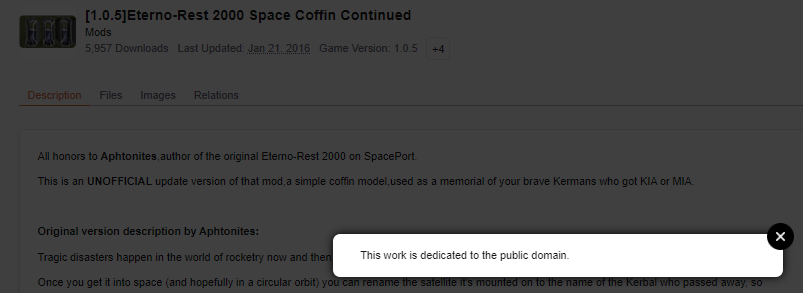 [1.0.5]Eterno-Rest 2000 Space Coffin Continued
Mods
5,957 Downloads Last Updated: Jan 21, 2016 Game Version: 1.0.5 +4
Description Files Images Relations
All honors to Aphtonites,author of the original Eterno-Rest 2000 on SpacePort.
This is an UNOFFICIAL update version of that mod,a simple coffin model,used as a memorial of your brave Kermans who got KIA or MIA.
Original version description by Aphtonites:
Tragic disasters happen in the world of rocketry now and then
This work is dedicated to the public domain.
Once you get it into space (and hopefully in a circular orbit) you can rename the satellite it's mounted on to the name of the Kerbal who passed away, so